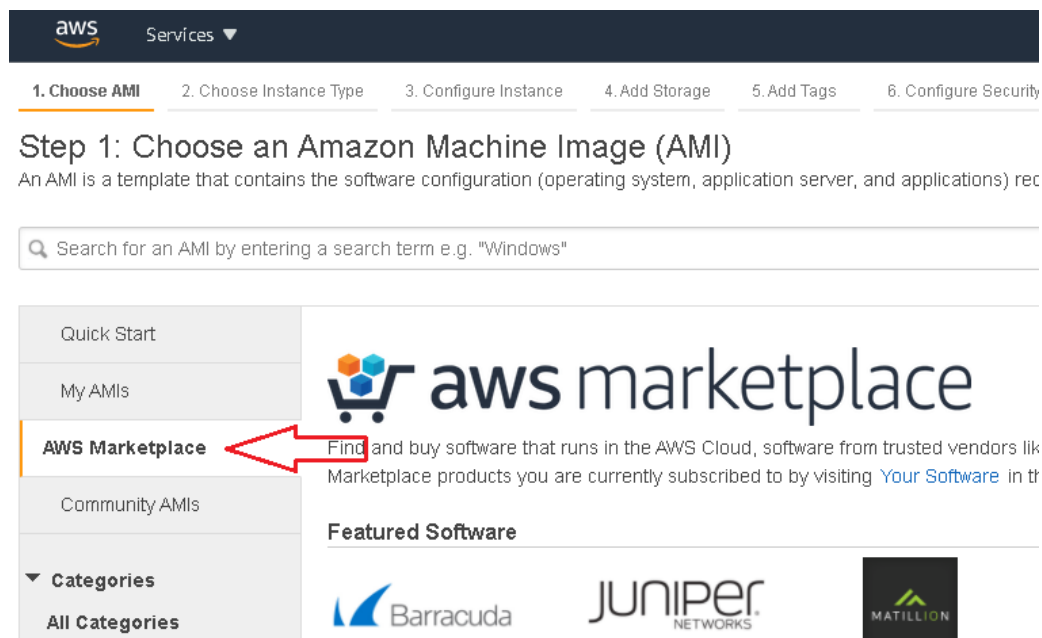 aws Services ▼
1. Choose AMI 2. Choose Instance Type 3. Configure Instance 4. Add Storage 5. Add Tags 6. Configure Security
Step 1: Choose an Amazon Machine Image (AMI)
An AMI is a template that contains the software configuration (operating system, application server, and applications)
Search for an AMI by entering a search term e.g. "Windows"
Quick Start
My AMIs
AWS Marketplace
Community AMIs
Categories
All Categories
aws marketplace
Find and buy software that runs in the AWS Cloud, software from trusted vendors
Marketplace products you are currently subscribed to by visiting Your Software in
Featured Software
Barracuda
JUNIPER
NETWORKS
MATILLION